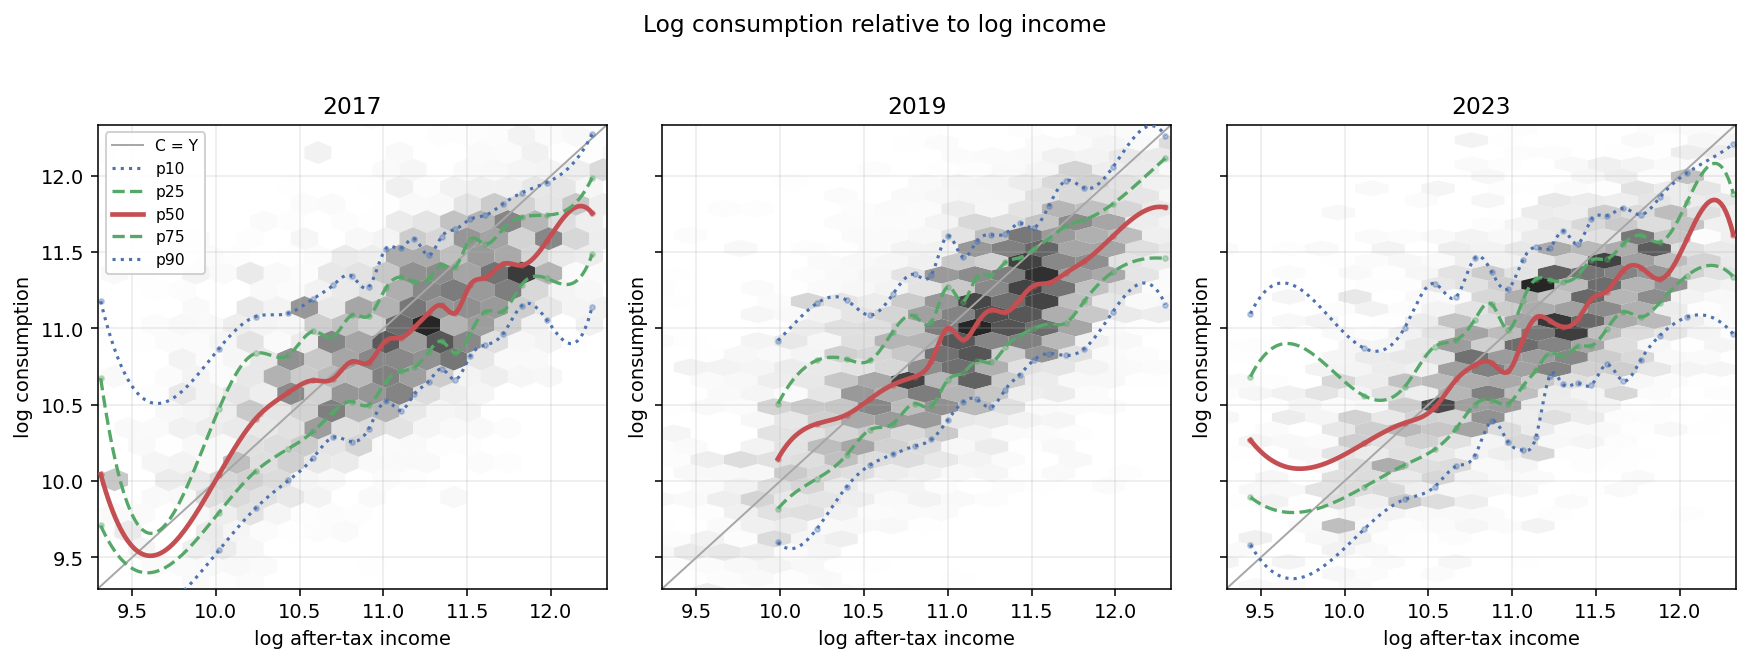 Log consumption relative to log income
2017
2019
2023
C = Y
p10
p25
p50
p75
p90
12.0
11.5
11.0
10.5
10.0
9.5
log consumption
log consumption
log consumption
9.5 10.0 10.5 11.0 11.5 12.0
9.5 10.0 10.5 11.0 11.5 12.0
9.5 10.0 10.5 11.0 11.5 12.0
log after-tax income
log after-tax income
log after-tax income